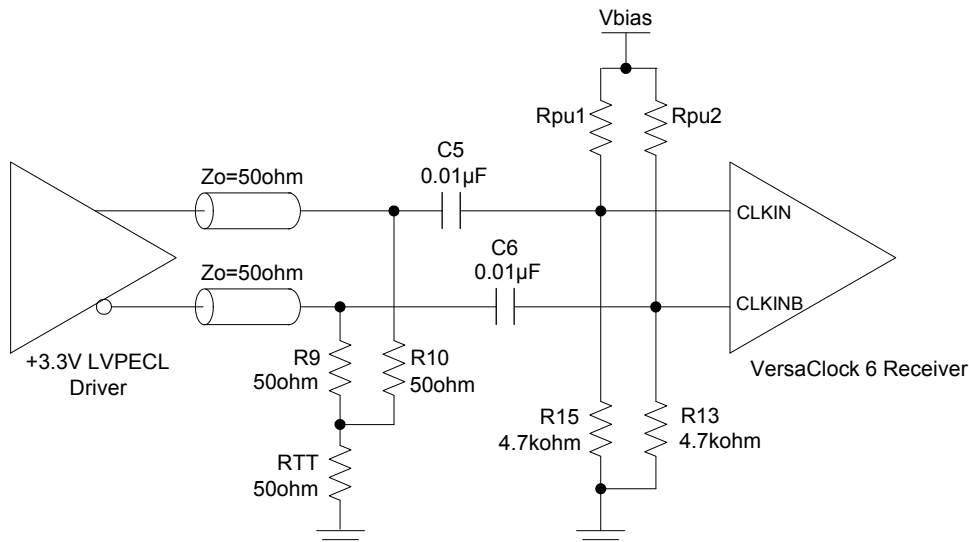 Vbias
Rpu1
Rpu2
C5
0.01µF
Zo=50ohm
CLKIN
C6
0.01µF
Zo=50ohm
CLKINB
+3.3V LVPECL
Driver
R9
50ohm
R10
50ohm
VersaClock 6 Receiver
R15
4.7kohm
R13
4.7kohm
RTT
50ohm